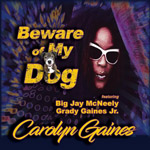 Beware
of My
Dog
featuring
Big Jay McNeely
Grady Gaines Jr.
Carolyn Gaines